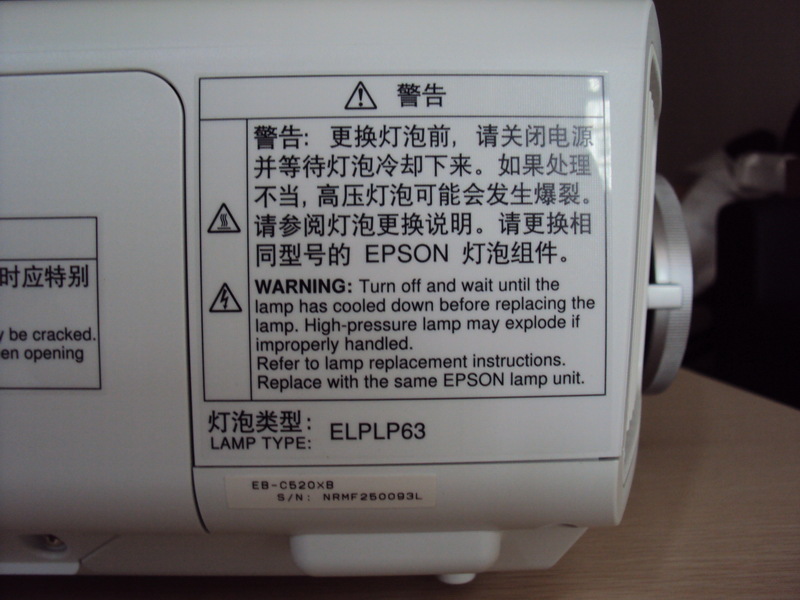 警告
警告: 更换灯泡前, 请关闭电源
并等待灯泡冷却下来。如果处理
不当, 高压灯泡可能会发生爆裂。
请参阅灯泡更换说明。请更换相
同型号的 EPSON 灯泡组件。
WARNING: Turn off and wait until the
lamp has cooled down before replacing the
lamp. High-pressure lamp may explode if
improperly handled.
Refer to lamp replacement instructions.
Replace with the same EPSON lamp unit.
灯泡类型:
LAMP TYPE: ELPLP63
EB-C520XB
S/N: NRMF250093L
时应特别
y be cracked.
en opening